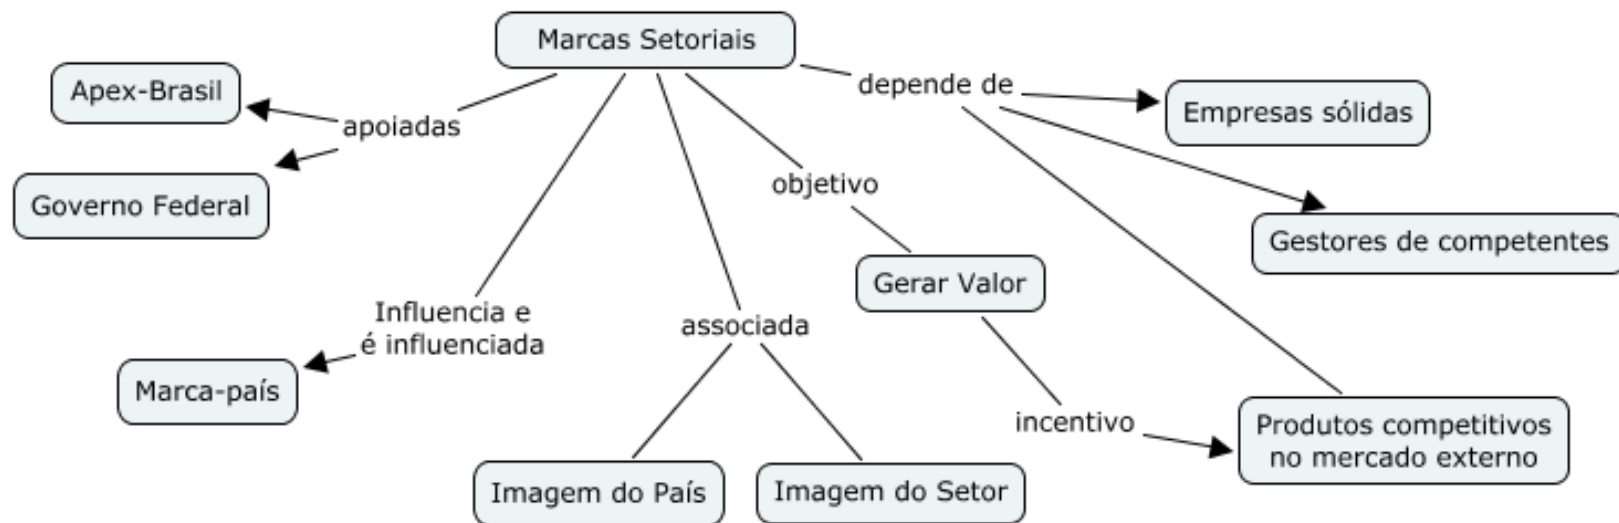 Marcas Setoriais
Apex-Brasil
apoiadas
depende de
Empresas sólidas
Governo Federal
objetivo
Gestores de competentes
Gerar Valor
Influencia e
é influenciada
associada
Marca-país
incentivo
Produtos competitivos
no mercado externo
Imagem do País
Imagem do Setor